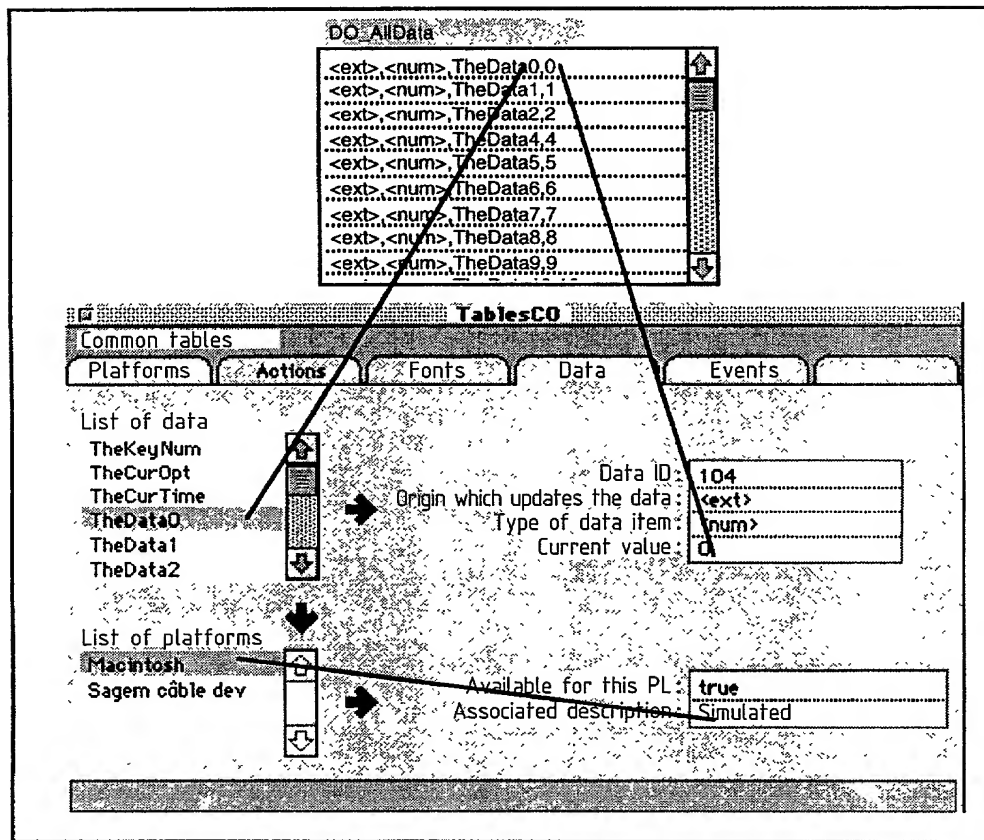 DO_AllData
<ext>,<num>,TheData0,0
<ext>,<num>,TheData1,1
<ext>,<num>,TheData2,2
<ext>,<num>,TheData4,4
<ext>,<num>,TheData5,5
<ext>,<num>,TheData6,6
<ext>,<num>,TheData7,7
<ext>,<num>,TheData8,8
<ext>,<num>,TheData9,9
TablesCO
Common tables
Platforms Actions Fonts Data Events
List of data
TheKeyNum
TheCurOpt
TheCurTime
TheData0
TheData1
TheData2
Data ID: 104
Origin which updates the data: <ext>
Type of data item: <num>
Current value: 0
List of platforms
Macintosh
Sagem câble dev
Available for this PL: true
Associated description: Simulated